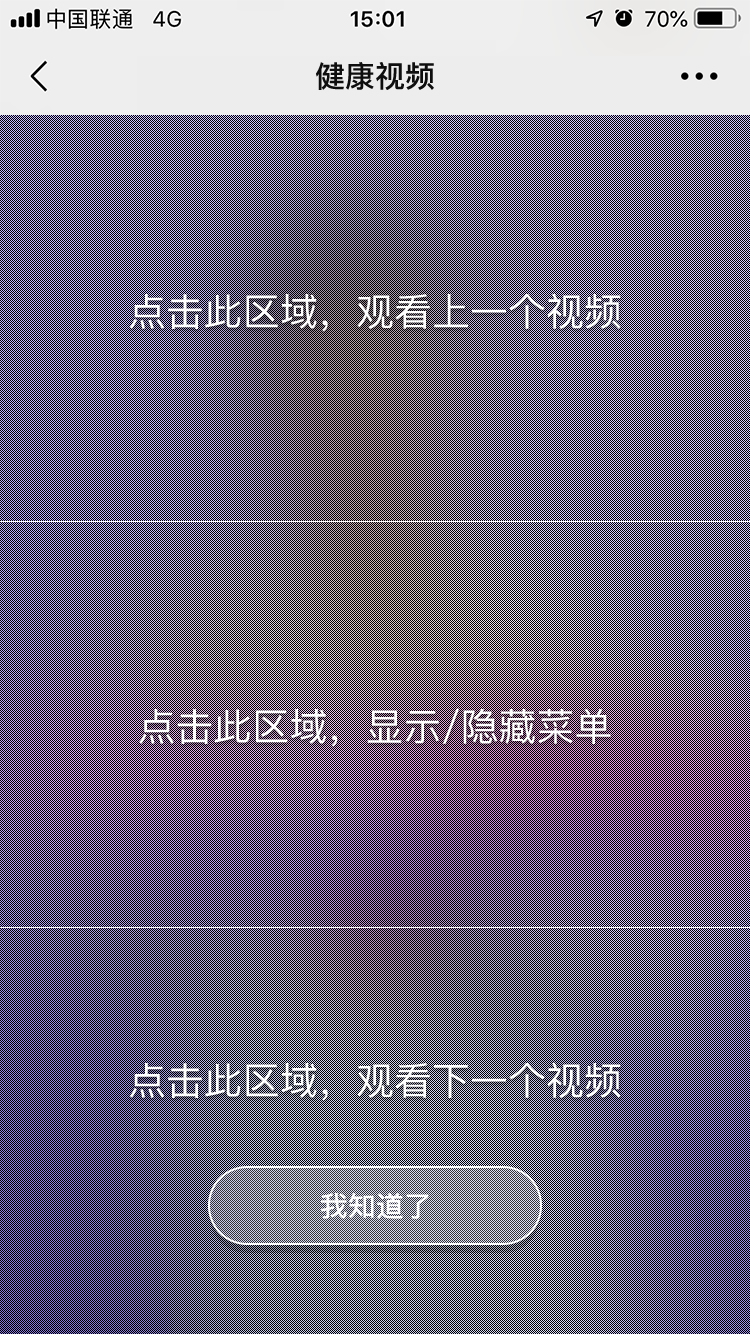 中国联通 4G 15:01 70%
健康视频
点击此区域，观看上一个视频
点击此区域，显示/隐藏菜单
点击此区域，观看下一个视频
我知道了